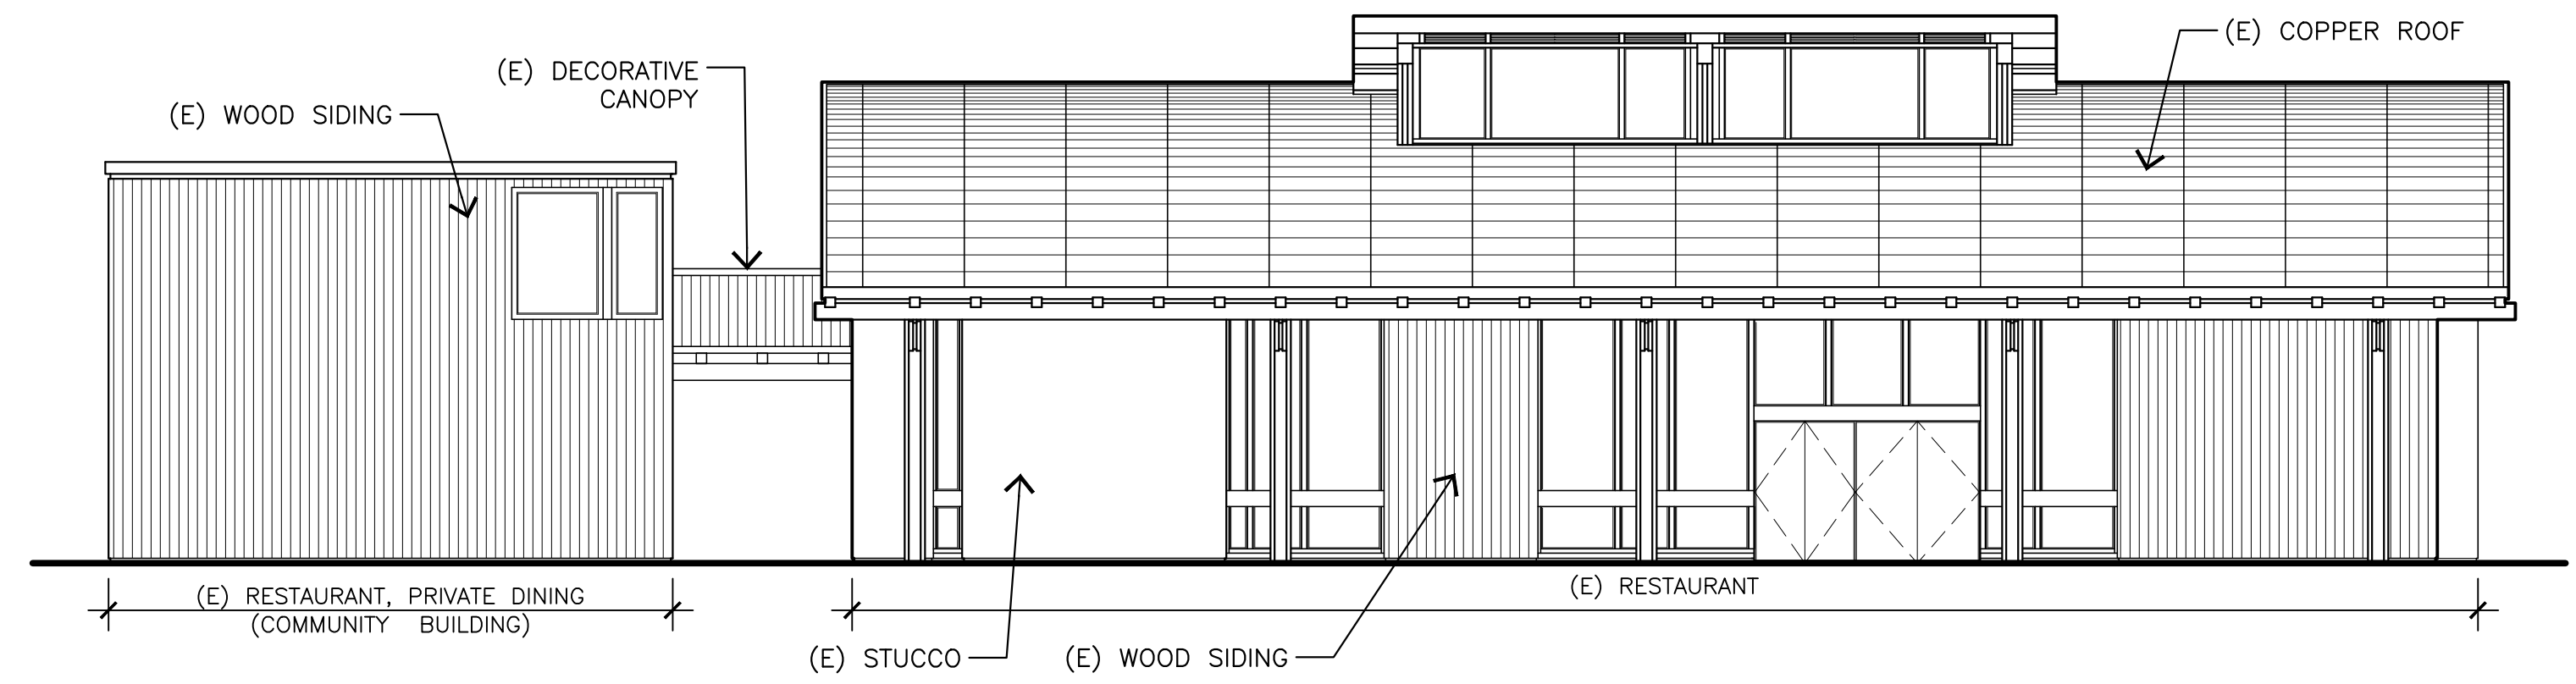 (E) COPPER ROOF
(E) DECORATIVE
CANOPY
(E) WOOD SIDING
(E) RESTAURANT, PRIVATE DINING
(COMMUNITY BUILDING)
(E) RESTAURANT
(E) STUCCO
(E) WOOD SIDING